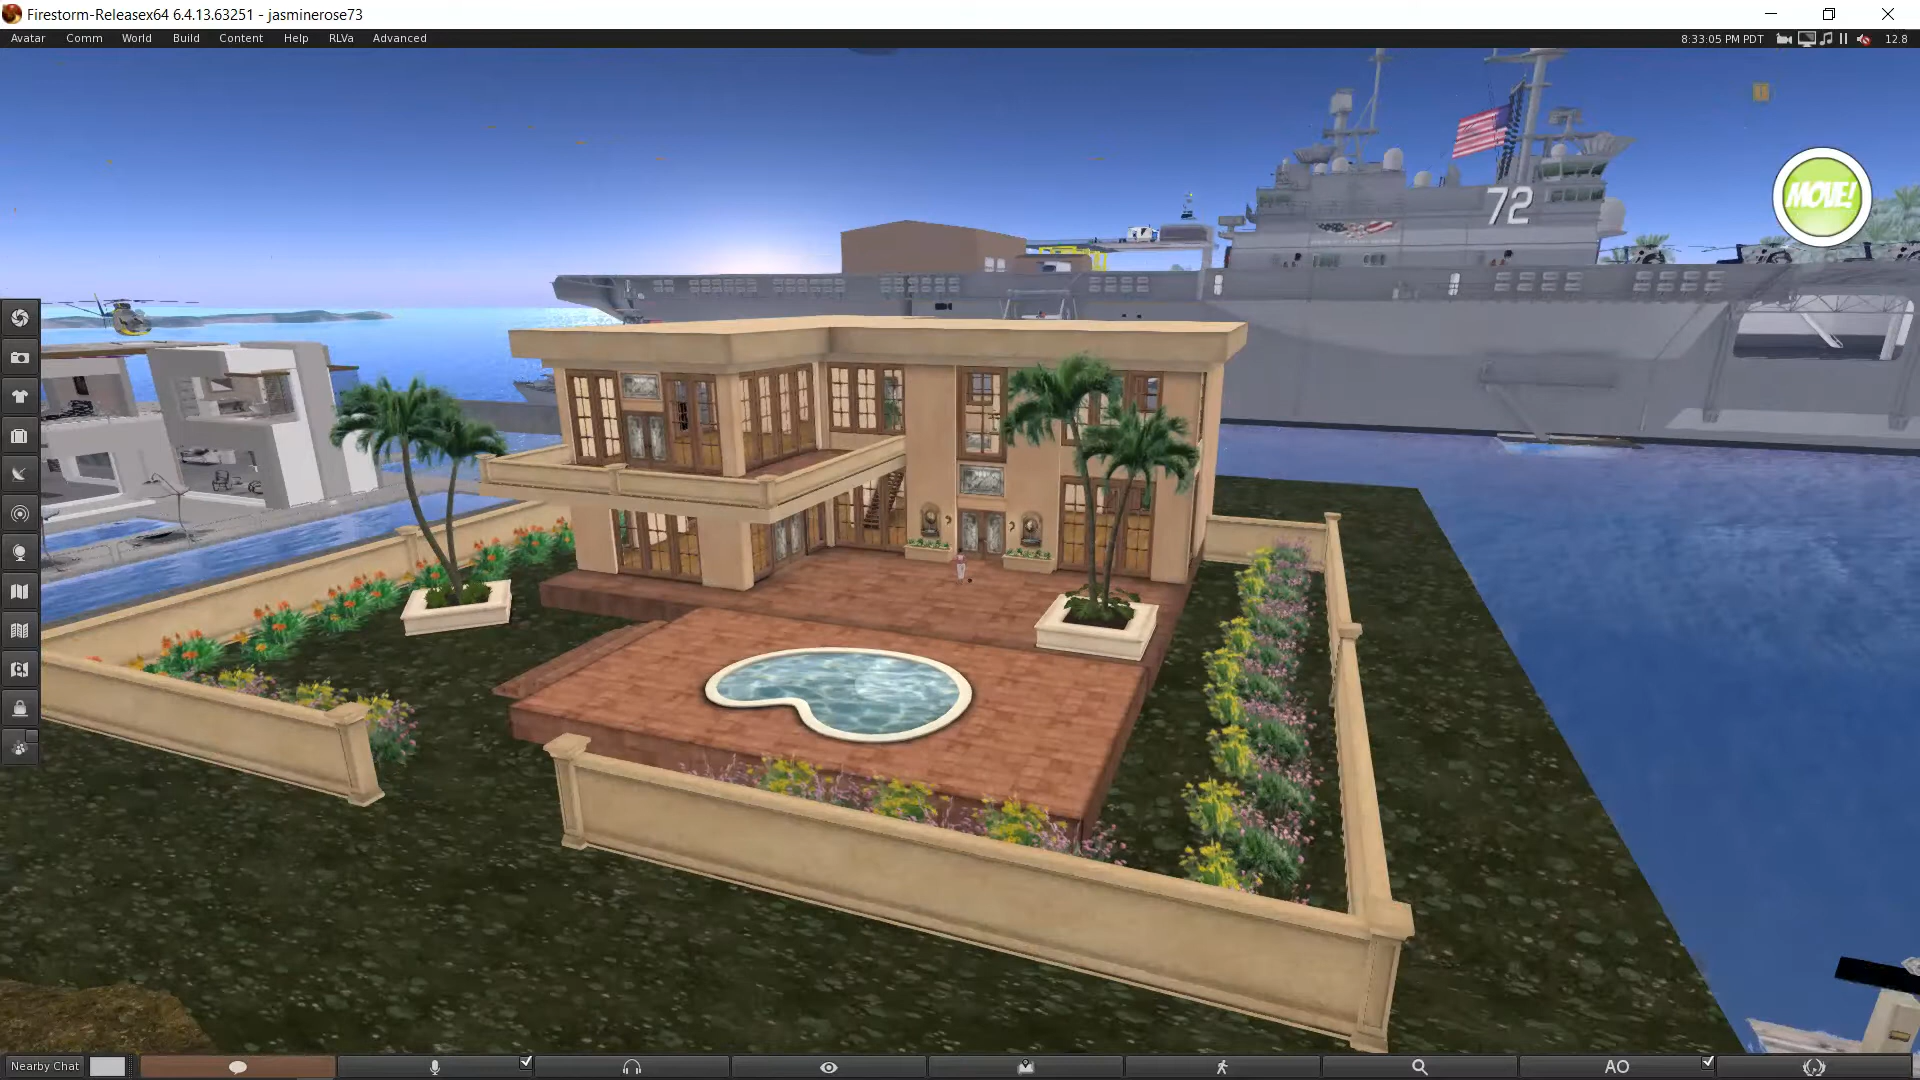 Firestorm-Releasex64 6.4.13.63251 - jasminerose73
Avatar Comm World Build Content Help RLVa Advanced
8:33:05 PM PDT 12.8
72
MOVE!
Nearby Chat
AO